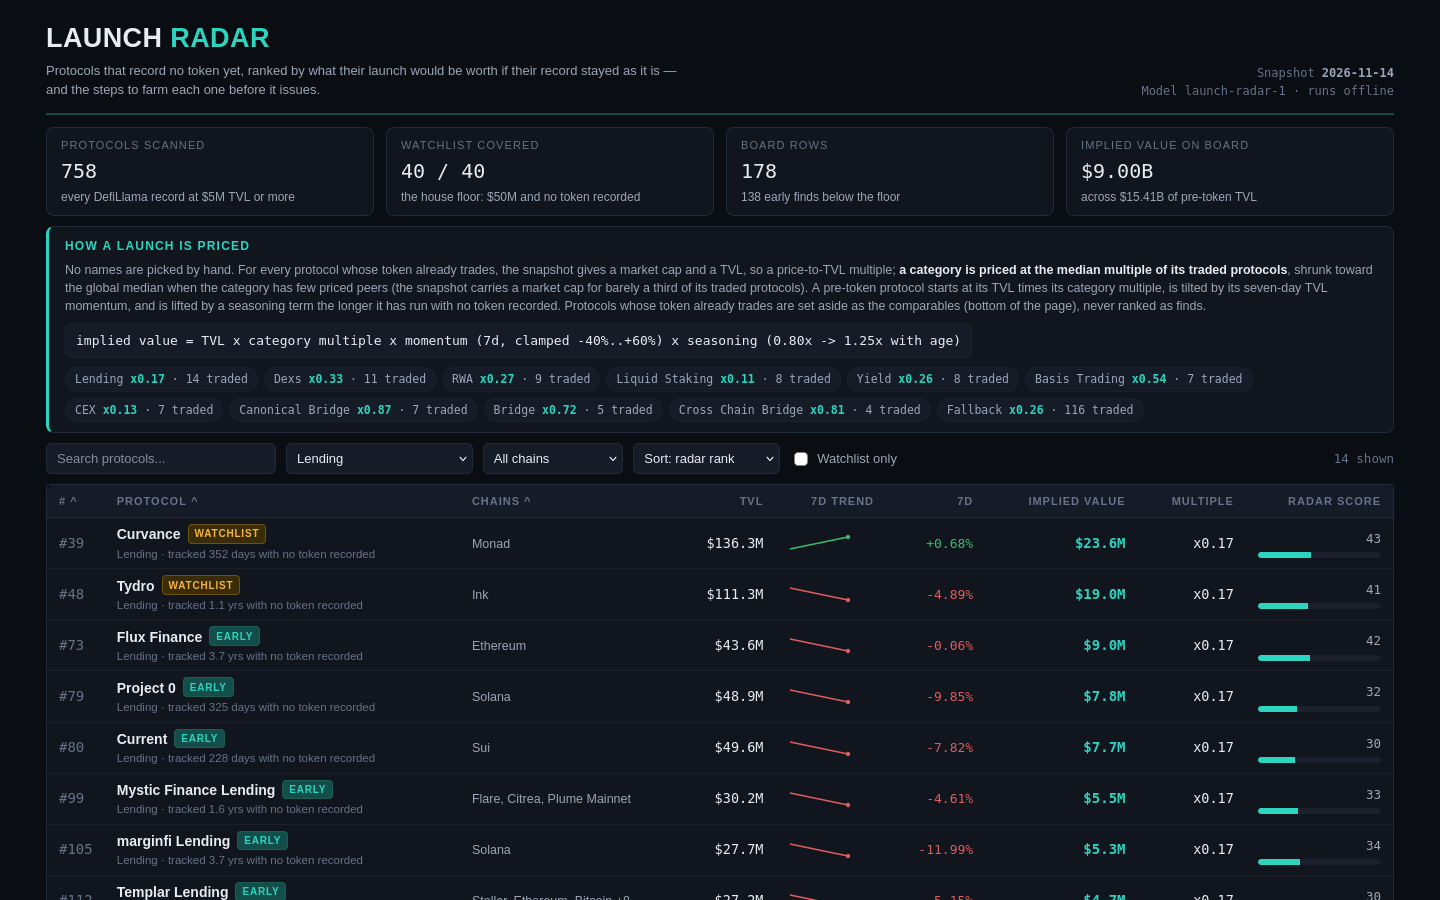 LAUNCH RADAR
Protocols that record no token yet, ranked by what their launch would be worth if their record stayed as it is —
and the steps to farm each one before it issues.
Snapshot 2026-11-14
Model launch-radar-1 · runs offline
PROTOCOLS SCANNED
758
every DefiLlama record at $5M TVL or more
WATCHLIST COVERED
40 / 40
the house floor: $50M and no token recorded
BOARD ROWS
178
138 early finds below the floor
IMPLIED VALUE ON BOARD
$9.00B
across $15.41B of pre-token TVL
HOW A LAUNCH IS PRICED
No names are picked by hand. For every protocol whose token already trades, the snapshot gives a market cap and a TVL, so a price-to-TVL multiple; a category is priced at the median multiple of its traded protocols, shrunk toward
the global median when the category has few priced peers (the snapshot carries a market cap for barely a third of its traded protocols). A pre-token protocol starts at its TVL times its category multiple, is tilted by its seven-day TVL
momentum, and is lifted by a seasoning term the longer it has run with no token recorded. Protocols whose token already trades are set aside as the comparables (bottom of the page), never ranked as finds.
implied value = TVL x category multiple x momentum (7d, clamped -40%..+60%) x seasoning (0.80x -> 1.25x with age)
Lending x0.17 · 14 traded
Dexs x0.33 · 11 traded
RWA x0.27 · 9 traded
Liquid Staking x0.11 · 8 traded
Yield x0.26 · 8 traded
Basis Trading x0.54 · 7 traded
CEX x0.13 · 7 traded
Canonical Bridge x0.87 · 7 traded
Bridge x0.72 · 5 traded
Cross Chain Bridge x0.81 · 4 traded
Fallback x0.26 · 116 traded
Search protocols...
Lending
All chains
Sort: radar rank
Watchlist only
14 shown
# ^ PROTOCOL ^ CHAINS ^ TVL 7D TREND 7D IMPLIED VALUE MULTIPLE RADAR SCORE
#39 Curvance WATCHLIST Monad $136.3M +0.68% $23.6M x0.17 43
Lending · tracked 352 days with no token recorded
#48 Tydro WATCHLIST Ink $111.3M -4.89% $19.0M x0.17 41
Lending · tracked 1.1 yrs with no token recorded
#73 Flux Finance EARLY Ethereum $43.6M -0.06% $9.0M x0.17 42
Lending · tracked 3.7 yrs with no token recorded
#79 Project 0 EARLY Solana $48.9M -9.85% $7.8M x0.17 32
Lending · tracked 325 days with no token recorded
#80 Current EARLY Sui $49.6M -7.82% $7.7M x0.17 30
Lending · tracked 228 days with no token recorded
#99 Mystic Finance Lending EARLY Flare, Citrea, Plume Mainnet $30.2M -4.61% $5.5M x0.17 33
Lending · tracked 1.6 yrs with no token recorded
#105 marginfi Lending EARLY Solana $27.7M -11.99% $5.3M x0.17 34
Lending · tracked 3.7 yrs with no token recorded
#112 Templar Lending EARLY Stellar, Ethereum, Bitcoin +8 $27.2M -5.15% $4.7M x0.17 30